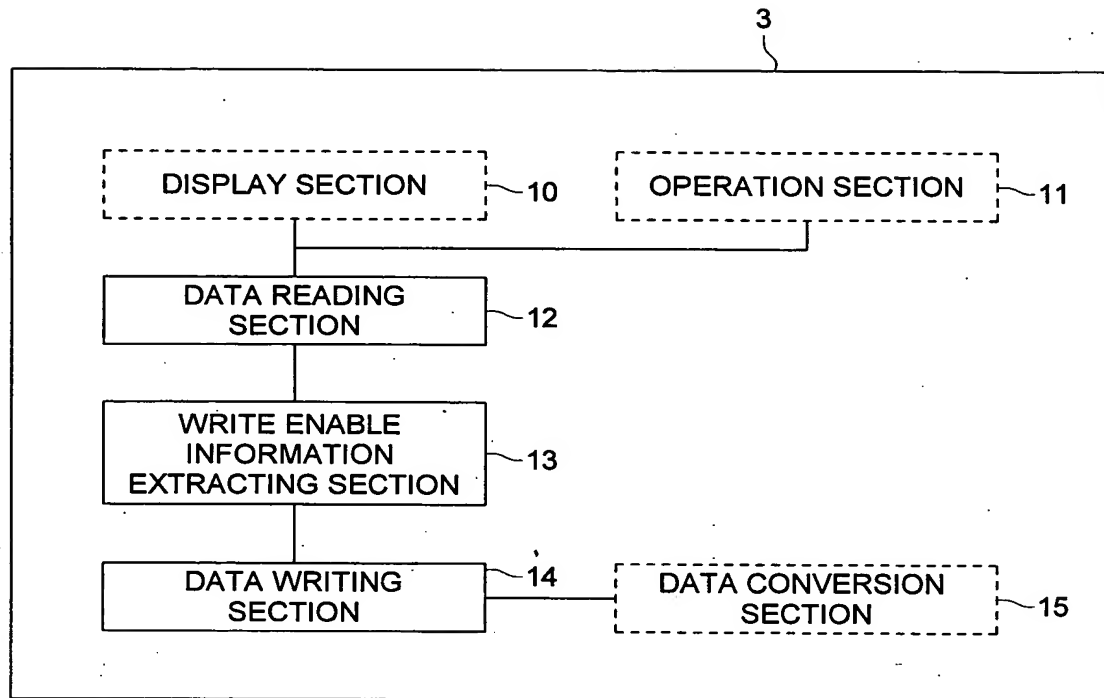 3
DISPLAY SECTION
10
OPERATION SECTION
11
DATA READING
SECTION
12
WRITE ENABLE
INFORMATION
EXTRACTING SECTION
13
DATA WRITING
SECTION
14
DATA CONVERSION
SECTION
15